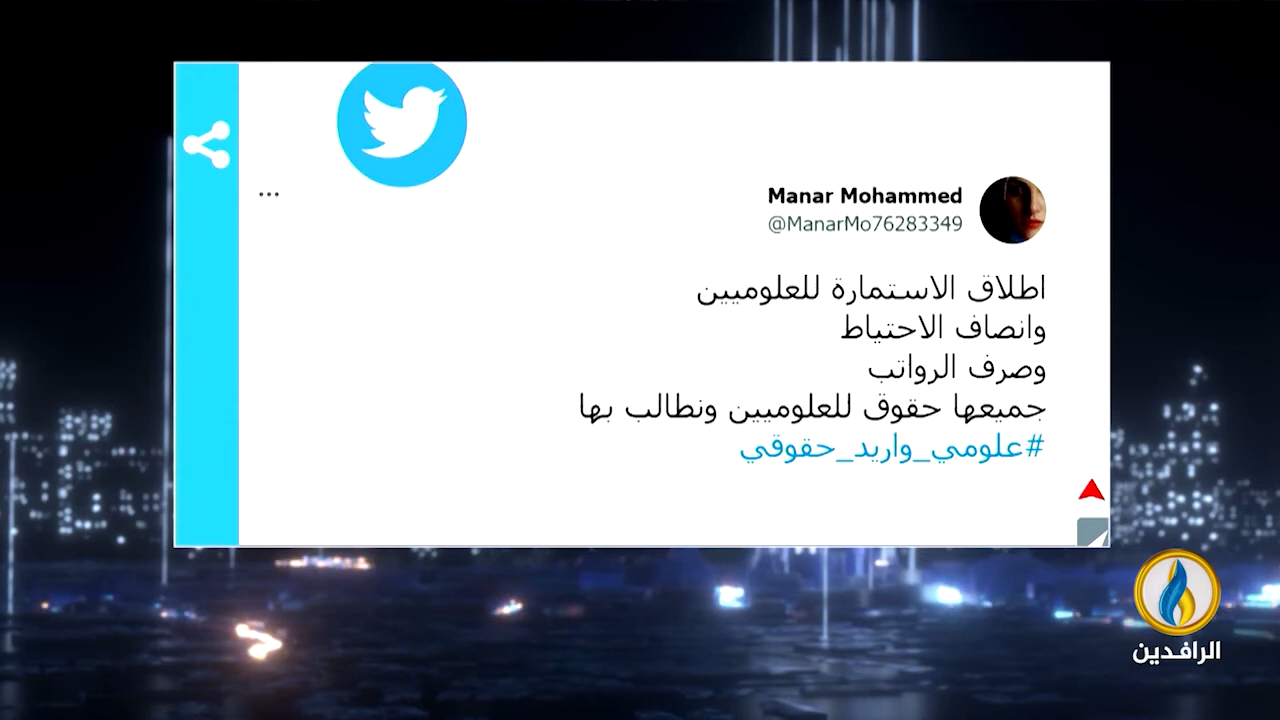 Manar Mohammed
@ManarMo76283349
اطلاق الاستمارة للعلوميين
وانصاف الاحتياط
وصرف الرواتب
جميعها حقوق للعلوميين ونطالب بها
#علومي_واريد_حقوقي
الرافدين